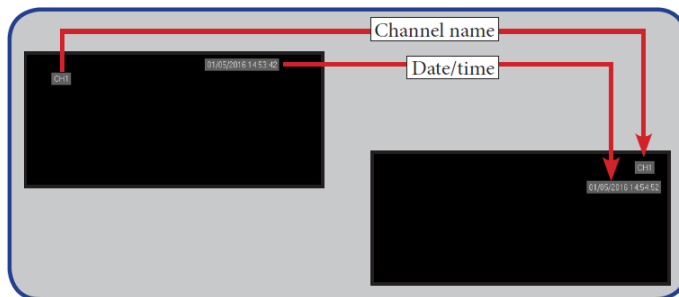 Channel name
01/05/2016 14:53:42
Date/time
CH1
CH1
01/05/2016 14:54:52